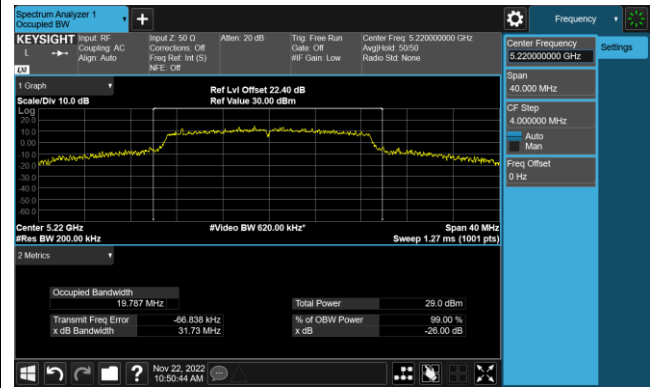 Spectrum Analyzer 1
Occupied BW
+
Frequency
KEYSIGHT
L
LXI
Input: RF
Coupling: AC
Align: Auto
Input Z: 50 Ω
Corrections: Off
Freq Ref: Int (S)
NFE: Off
Atten: 20 dB
Trig: Free Run
Gate: Off
#IF Gain: Low
Center Freq: 5.220000000 GHz
Avg|Hold: 50/50
Radio Std: None
Center Frequency
5.220000000 GHz
Settings
Span
40.000 MHz
CF Step
4.000000 MHz
Auto
Man
Freq Offset
0 Hz
1 Graph
Scale/Div 10.0 dB
Ref Lvl Offset 22.40 dB
Ref Value 30.00 dBm
Log
20.0
10.0
0.00
-10.0
-20.0
-30.0
-40.0
-50.0
-60.0
Center 5.22 GHz
#Res BW 200.00 kHz
#Video BW 620.00 kHz*
Span 40 MHz
Sweep 1.27 ms (1001 pts)
2 Metrics
Occupied Bandwidth
19.787 MHz
Total Power 29.0 dBm
Transmit Freq Error -66.838 kHz
% of OBW Power 99.00 %
x dB Bandwidth 31.73 MHz
x dB -26.00 dB
?
Nov 22, 2022
10:50:44 AM